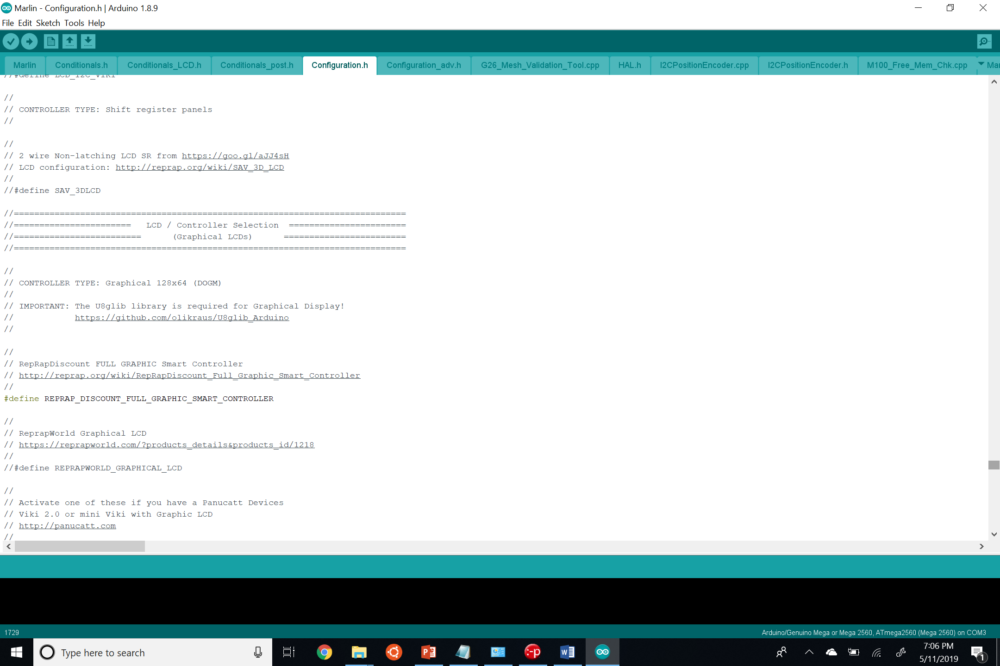 Marlin - Configuration.h | Arduino 1.8.9
File Edit Sketch Tools Help
Marlin Conditionals.h Conditionals_LCD.h Conditionals_post.h Configuration.h Configuration_adv.h G26_Mesh_Validation_Tool.cpp HAL.h I2CPositionEncoder.cpp I2CPositionEncoder.h M100_Free_Mem_Chk.cpp Mar
//#define LCD_I2C_VIKI
//
// CONTROLLER TYPE: Shift register panels
//
//
// 2 wire Non-latching LCD SR from https://goo.gl/aJJ4sH
// LCD configuration: http://reprap.org/wiki/SAV_3D_LCD
//
//#define SAV_3DLCD
//=============================================================================
//======================= LCD / Controller Selection =======================
//========================= (Graphical LCDs) ========================
//=============================================================================
//
// CONTROLLER TYPE: Graphical 128x64 (DOGM)
//
// IMPORTANT: The U8glib library is required for Graphical Display!
// https://github.com/olikraus/U8glib_Arduino
//
//
// RepRapDiscount FULL GRAPHIC Smart Controller
// http://reprap.org/wiki/RepRapDiscount_Full_Graphic_Smart_Controller
//
#define REPRAP_DISCOUNT_FULL_GRAPHIC_SMART_CONTROLLER
//
// ReprapWorld Graphical LCD
// https://reprapworld.com/?products_details&products_id/1218
//
//#define REPRAPWORLD_GRAPHICAL_LCD
//
// Activate one of these if you have a Panucatt Devices
// Viki 2.0 or mini Viki with Graphic LCD
// http://panucatt.com
//
1729 Arduino/Genuino Mega or Mega 2560, ATmega2560 (Mega 2560) on COM3
Type here to search
7:06 PM
5/11/2019
1